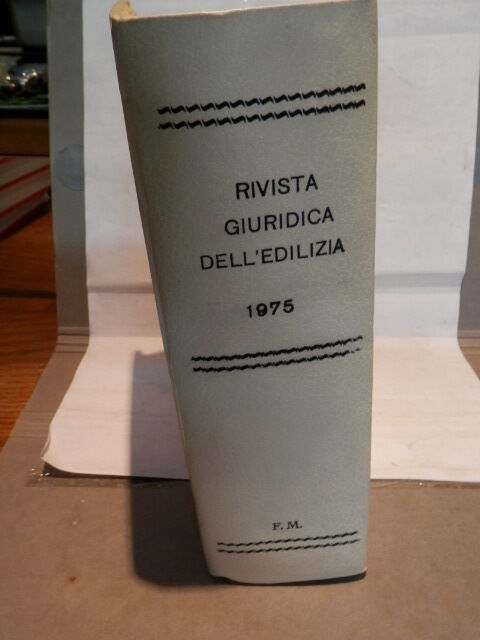 RIVISTA
GIURIDICA
DELL'EDILIZIA
1975
F. M.